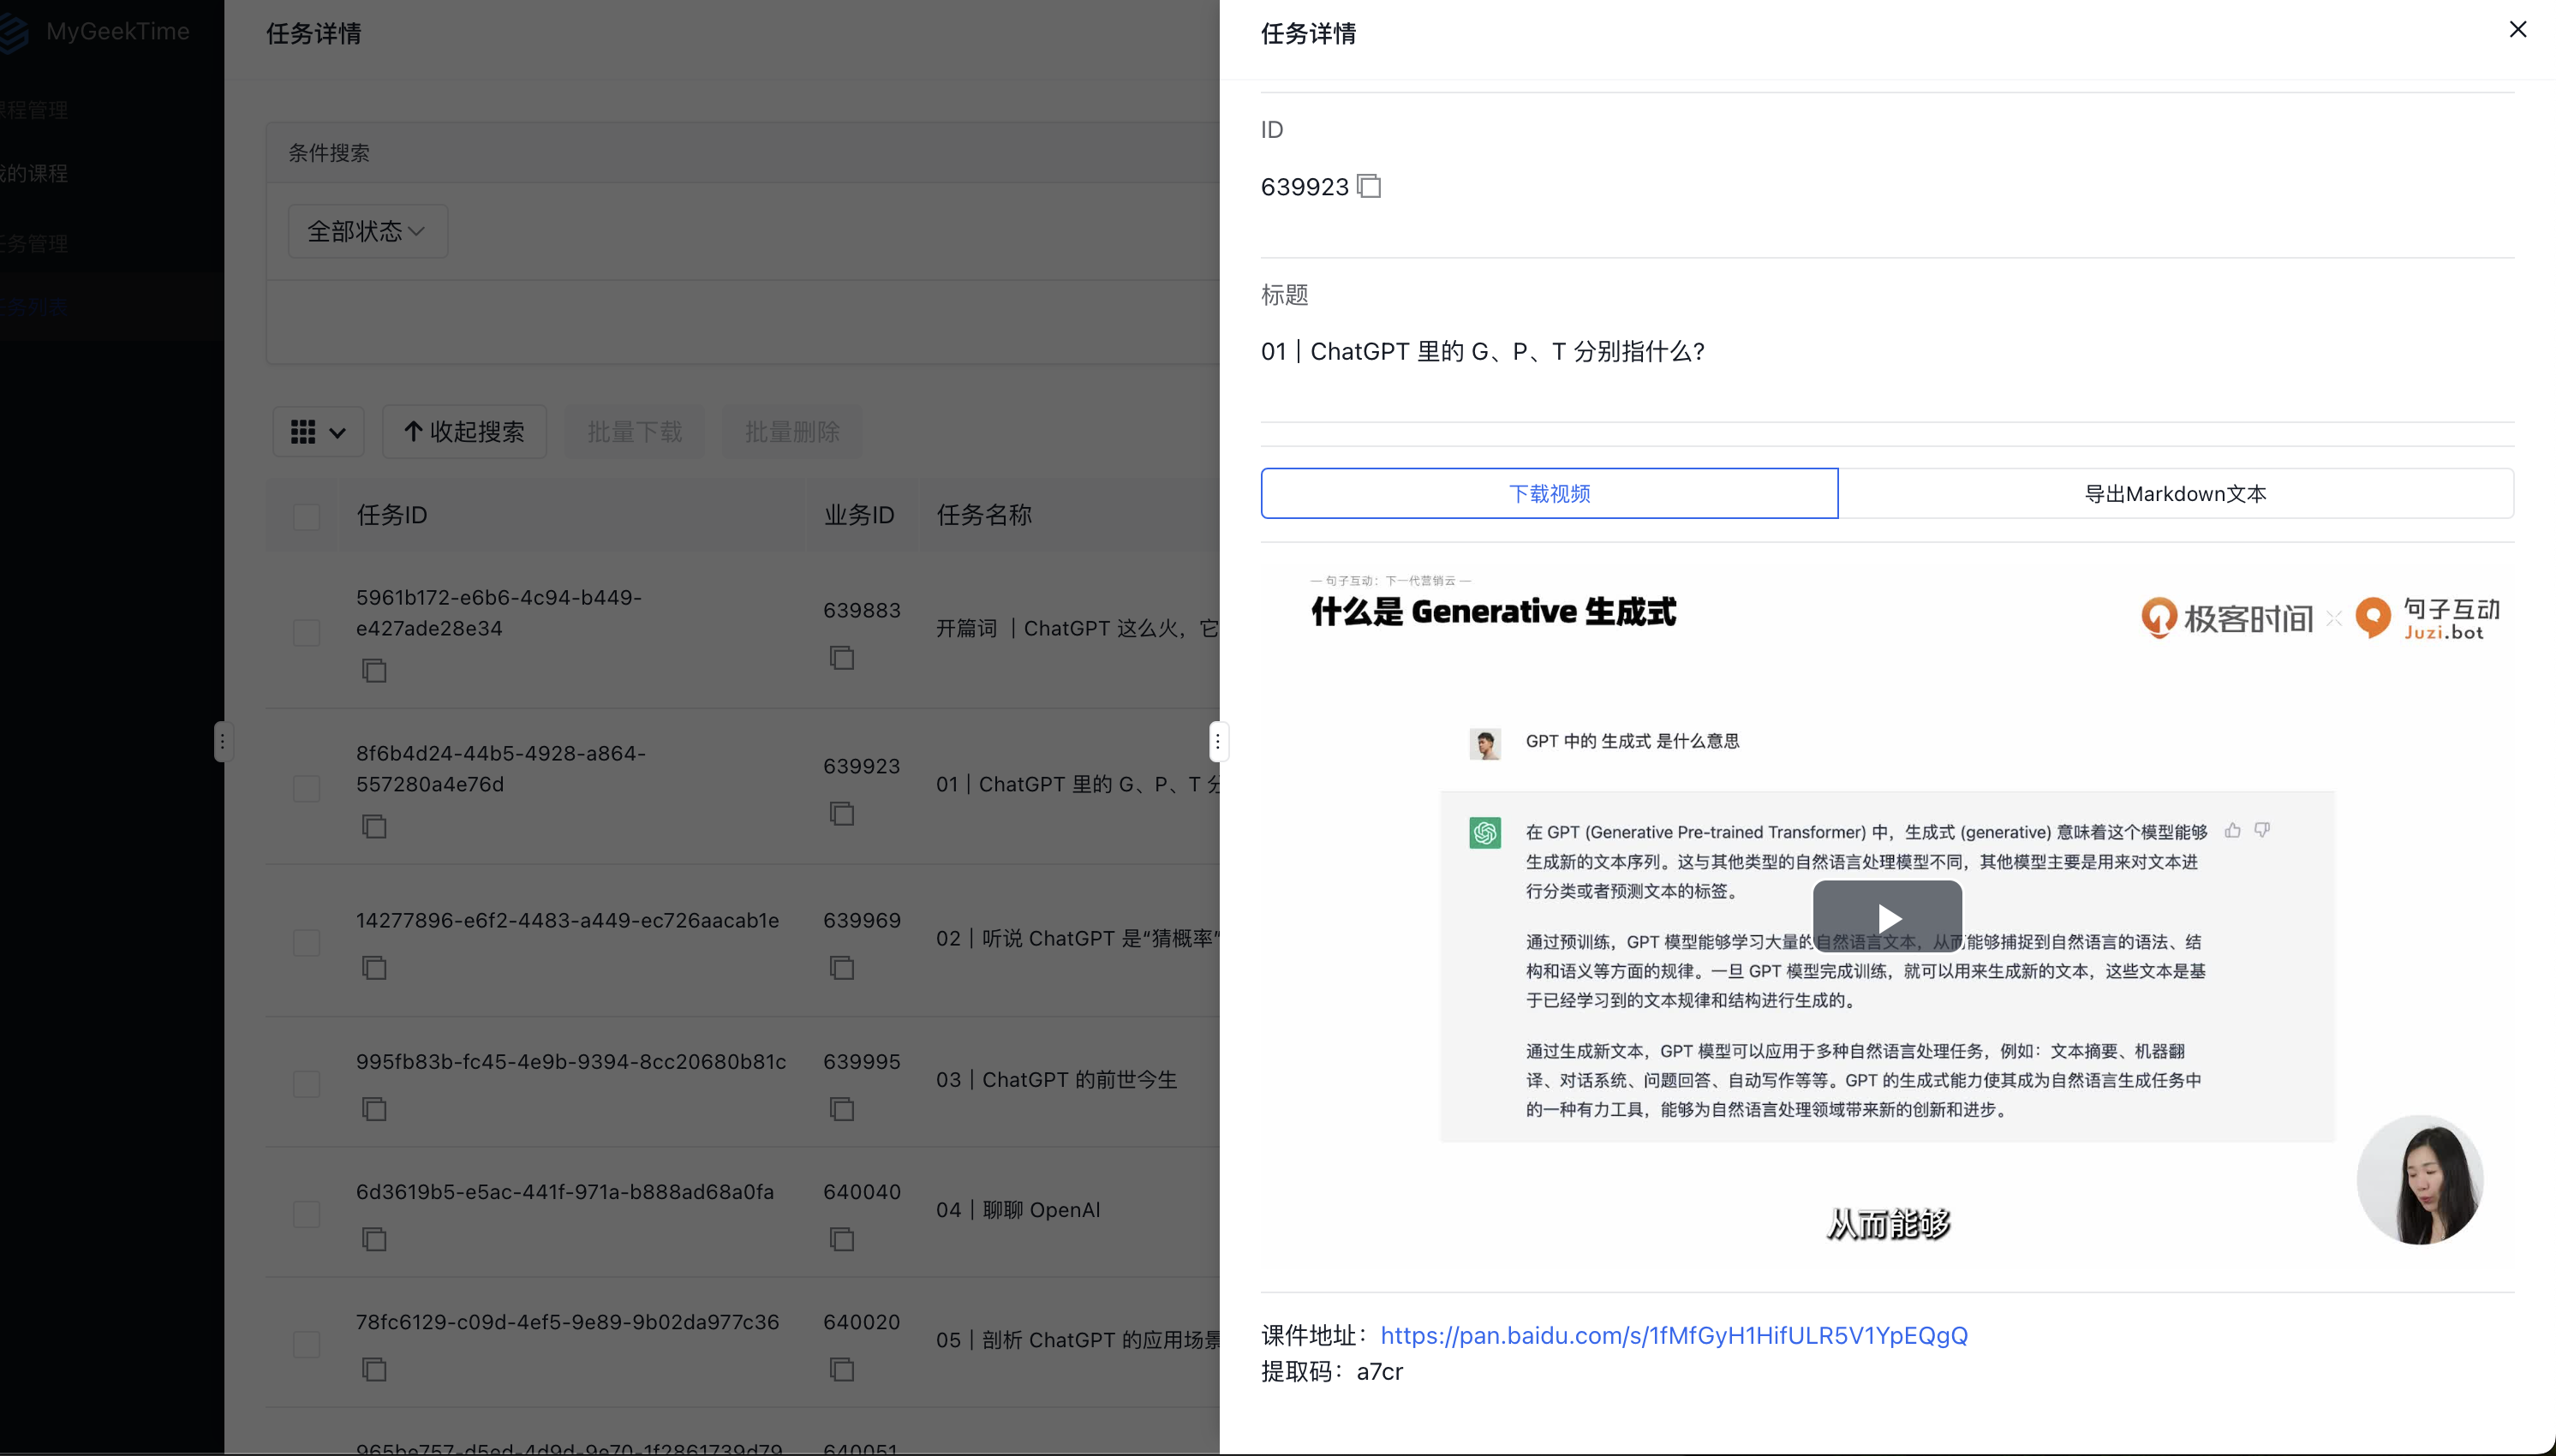 MyGeekTime
课程管理
我的课程
任务管理
任务列表
任务详情
条件搜索
全部状态
收起搜索
批量下载
批量删除
任务ID 业务ID 任务名称
5961b172-e6b6-4c94-b449-
e427ade28e34
639883
开篇词 ｜ChatGPT 这么火，它
8f6b4d24-44b5-4928-a864-
557280a4e76d
639923
01｜ChatGPT 里的 G、P、T 分
14277896-e6f2-4483-a449-ec726aacab1e
639969
02｜听说 ChatGPT 是“猜概率”
995fb83b-fc45-4e9b-9394-8cc20680b81c
639995
03｜ChatGPT 的前世今生
6d3619b5-e5ac-441f-971a-b888ad68a0fa
640040
04｜聊聊 OpenAI
78fc6129-c09d-4ef5-9e89-9b02da977c36
640020
05｜剖析 ChatGPT 的应用场景
965be757-d5ed-4d9d-9e70-1f2861739d79
640051
任务详情
ID
639923
标题
01｜ChatGPT 里的 G、P、T 分别指什么?
下载视频
导出Markdown文本
— 句子互动：下一代营销云 —
什么是 Generative 生成式
极客时间 × 句子互动
Juzi.bot
GPT 中的 生成式 是什么意思
在 GPT (Generative Pre-trained Transformer) 中，生成式 (generative) 意味着这个模型能够
生成新的文本序列。这与其他类型的自然语言处理模型不同，其他模型主要是用来对文本进
行分类或者预测文本的标签。
通过预训练，GPT 模型能够学习大量的自然语言文本，从而能够捕捉到自然语言的语法、结
构和语义等方面的规律。一旦 GPT 模型完成训练，就可以用来生成新的文本，这些文本是基
于已经学习到的文本规律和结构进行生成的。
通过生成新文本，GPT 模型可以应用于多种自然语言处理任务，例如：文本摘要、机器翻
译、对话系统、问题回答、自动写作等等。GPT 的生成式能力使其成为自然语言生成任务中
的一种有力工具，能够为自然语言处理领域带来新的创新和进步。
从而能够
课件地址：https://pan.baidu.com/s/1fMfGyH1HifULR5V1YpEQgQ
提取码：a7cr